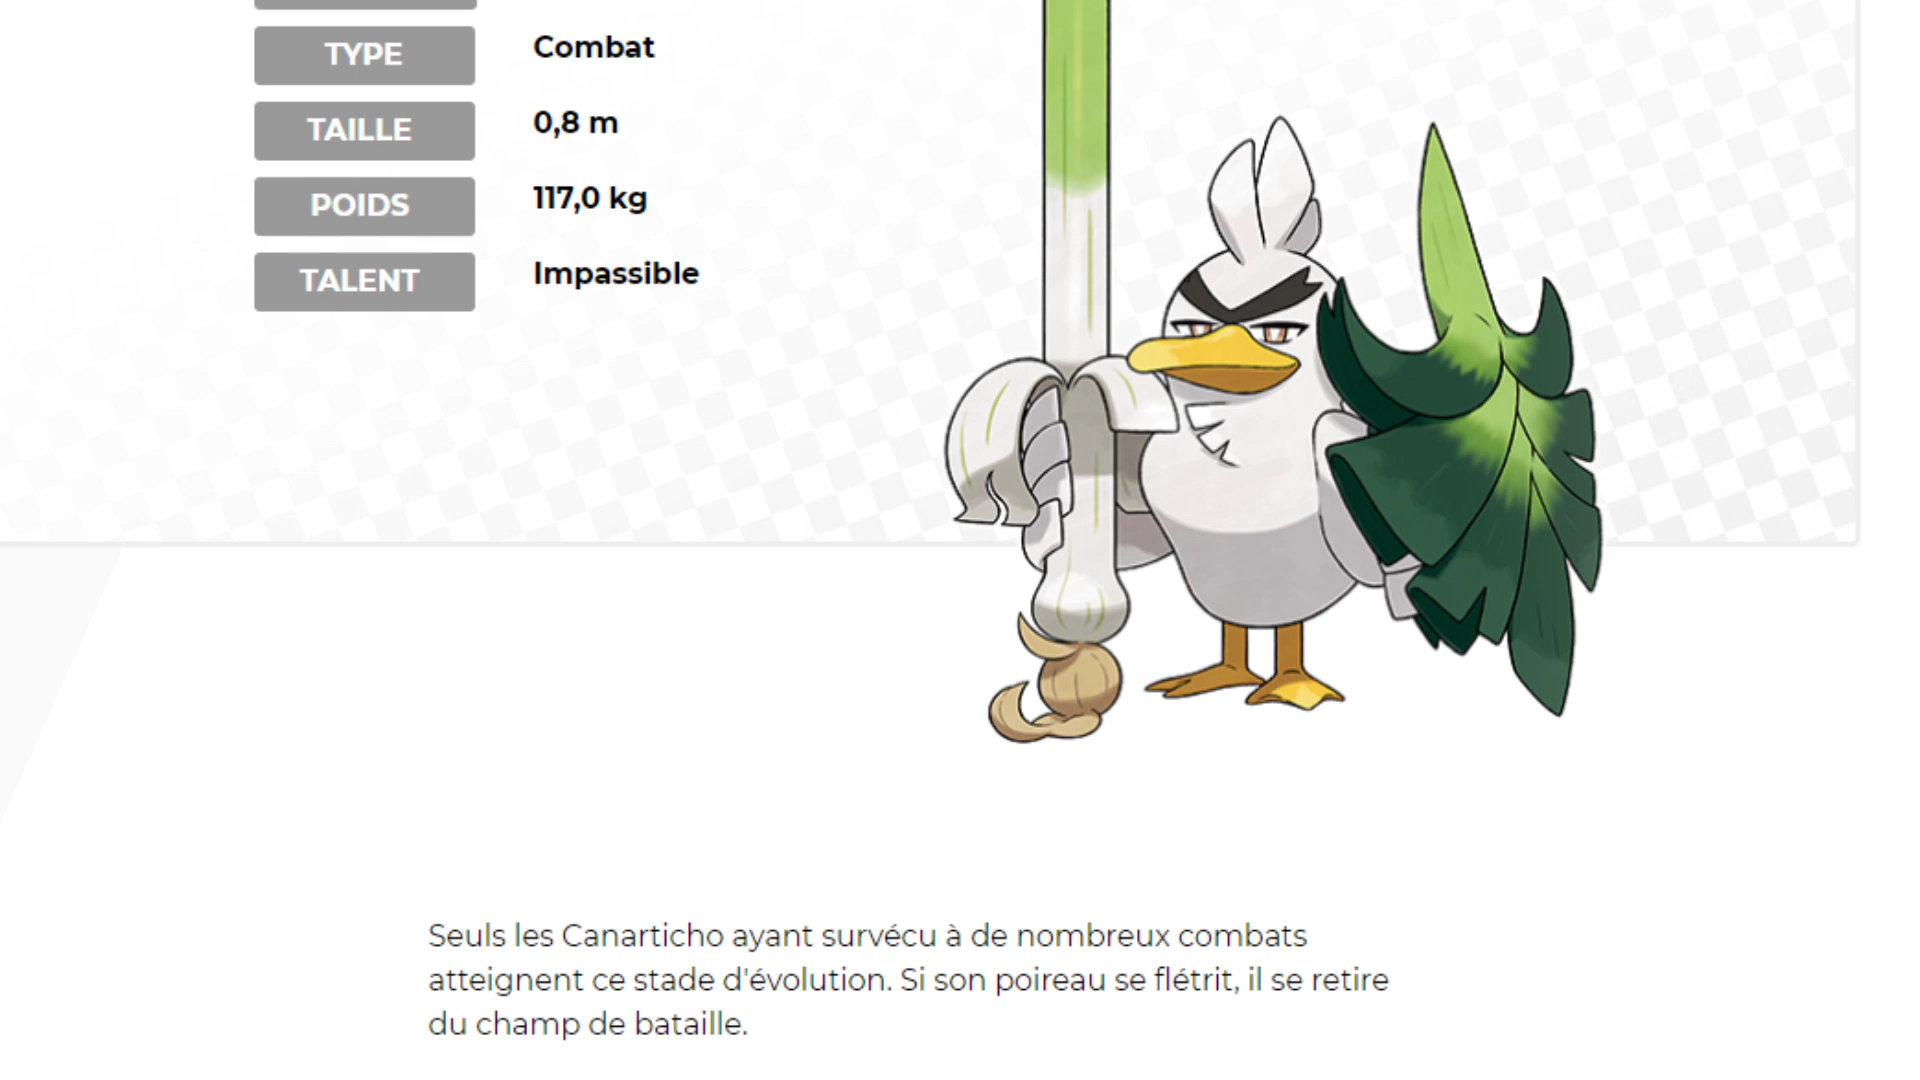 TYPE Combat
TAILLE 0,8 m
POIDS 117,0 kg
TALENT Impassible
Seuls les Canarticho ayant survécu à de nombreux combats
atteignent ce stade d'évolution. Si son poireau se flétrit, il se retire
du champ de bataille.